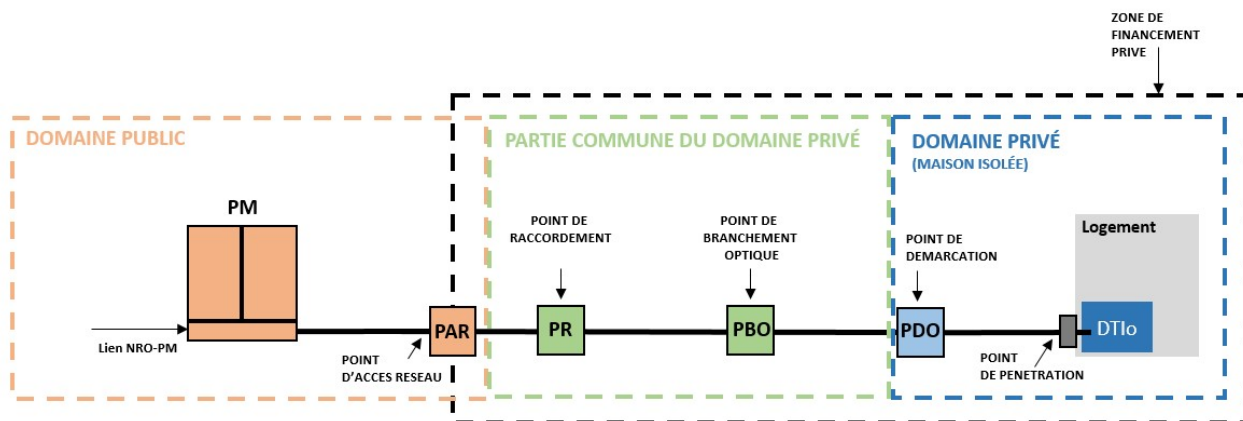 ZONE DE
FINANCEMENT
PRIVE
DOMAINE PUBLIC
PARTIE COMMUNE DU DOMAINE PRIVÉ
DOMAINE PRIVÉ
(MAISON ISOLÉE)
PM
POINT DE
RACCORDEMENT
POINT DE
BRANCHEMENT
OPTIQUE
POINT DE
DEMARCATION
Logement
Lien NRO-PM
PAR
PR
PBO
PDO
DTIo
POINT
D'ACCES RESEAU
POINT
DE PENETRATION